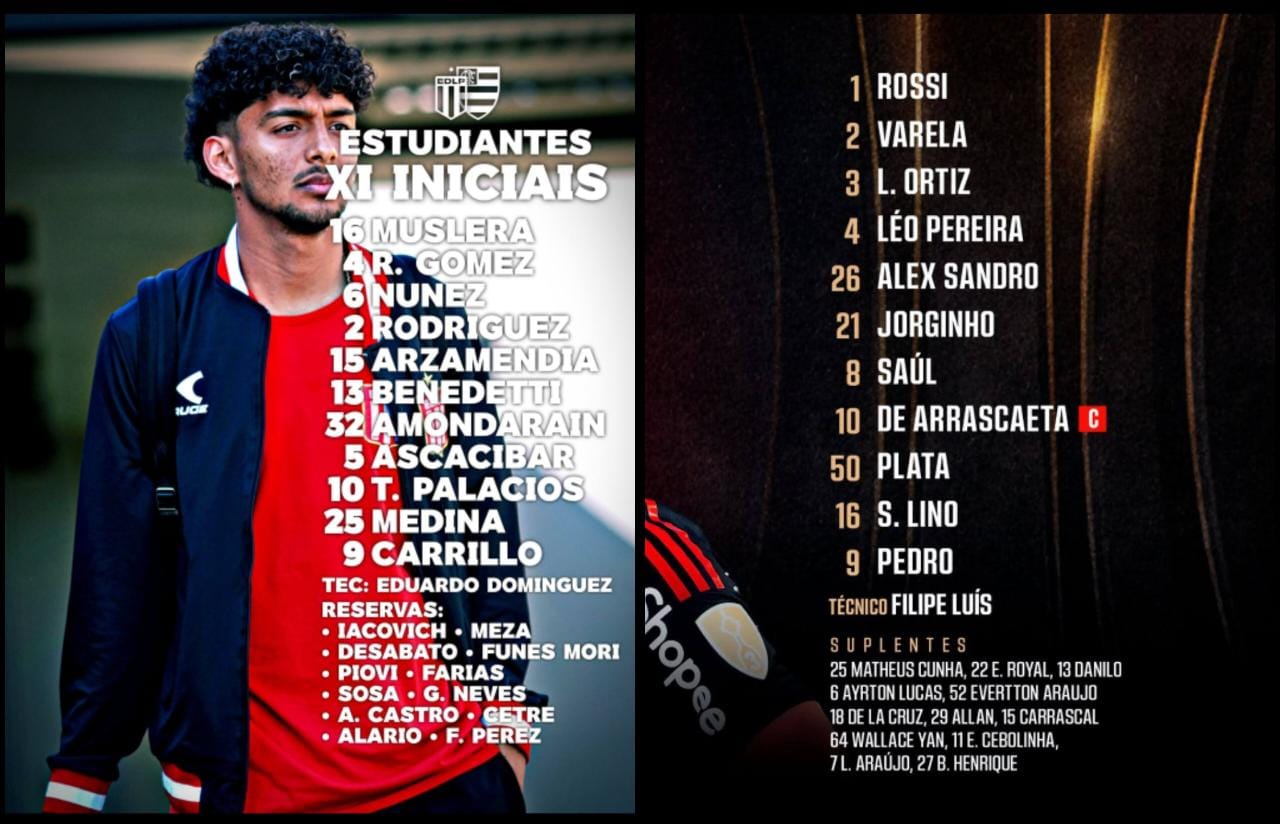 EDLP
ESTUDIANTES
XI INICIAIS
16 MUSLERA
4 R. GOMEZ
6 NUNEZ
2 RODRIGUEZ
15 ARZAMENDIA
13 BENEDETTI
32 AMONDARAIN
5 ASCACIBAR
10 T. PALACIOS
25 MEDINA
9 CARRILLO
TEC: EDUARDO DOMINGUEZ
RESERVAS:
• IACOVICH • MEZA
• DESABATO • FUNES MORI
• PIOVI • FARIAS
• SOSA • G. NEVES
• A. CASTRO • CETRE
• ALARIO • F. PEREZ
1 ROSSI
2 VARELA
3 L. ORTIZ
4 LÉO PEREIRA
26 ALEX SANDRO
21 JORGINHO
8 SAÚL
10 DE ARRASCAETA C
50 PLATA
16 S. LINO
9 PEDRO
TÉCNICO FILIPE LUÍS
SUPLENTES
25 MATHEUS CUNHA, 22 E. ROYAL, 13 DANILO
6 AYRTON LUCAS, 52 EVERTTON ARAUJO
18 DE LA CRUZ, 29 ALLAN, 15 CARRASCAL
64 WALLACE YAN, 11 E. CEBOLINHA,
7 L. ARAÚJO, 27 B. HENRIQUE
Shopee